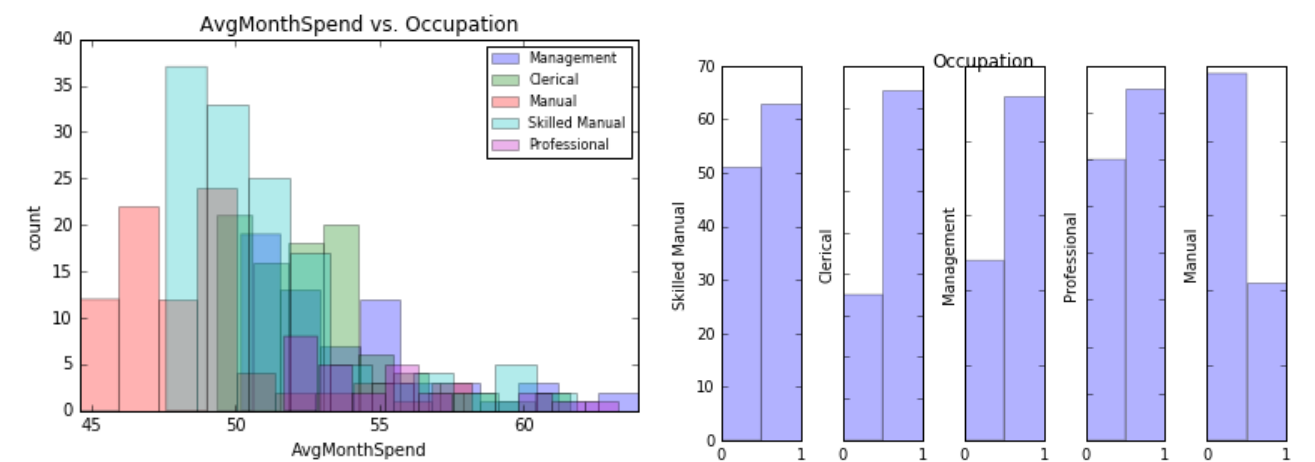 AvgMonthSpend vs. Occupation
40
35
30
25
20
15
10
5
0
count
45
50
55
60
AvgMonthSpend
Management
Clerical
Manual
Skilled Manual
Professional
Occupation
70
60
50
40
30
20
10
0
Skilled Manual
0 1
Clerical
0 1
Management
0 1
Professional
0 1
Manual
0 1